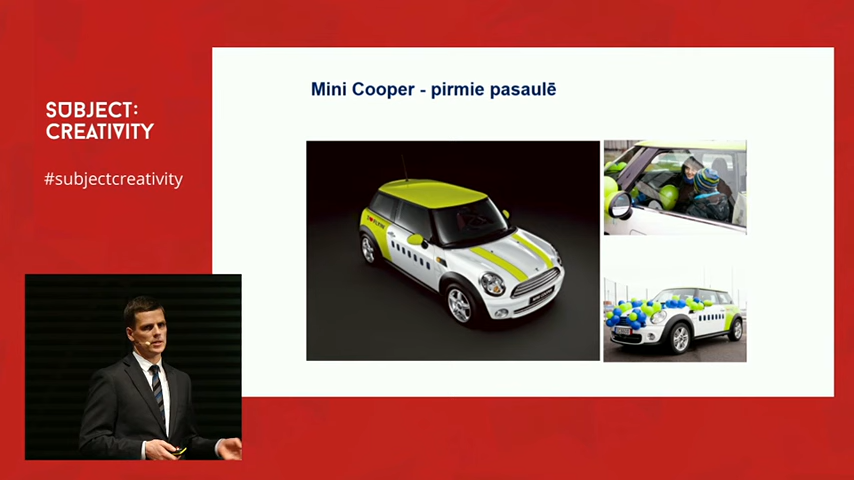 SUBJECT:
CREATIVITY
#subjectcreativity
Mini Cooper - pirmie pasaulē